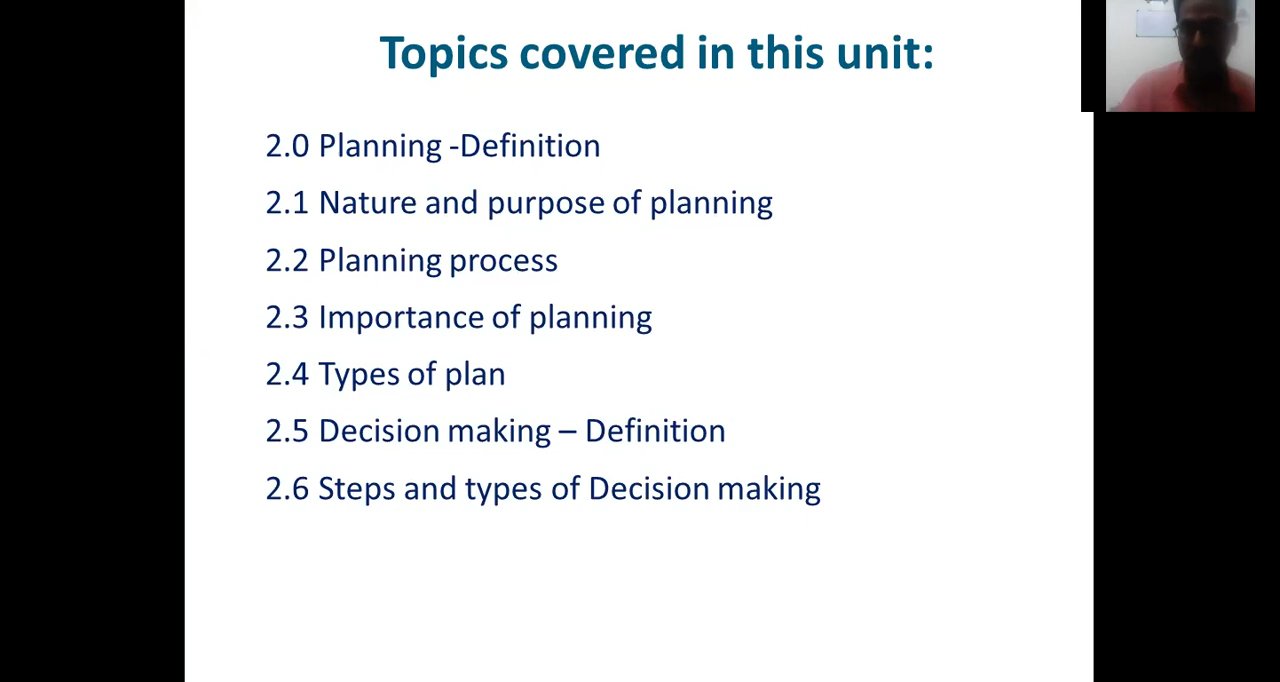 Topics covered in this unit:
2.0 Planning -Definition
2.1 Nature and purpose of planning
2.2 Planning process
2.3 Importance of planning
2.4 Types of plan
2.5 Decision making – Definition
2.6 Steps and types of Decision making